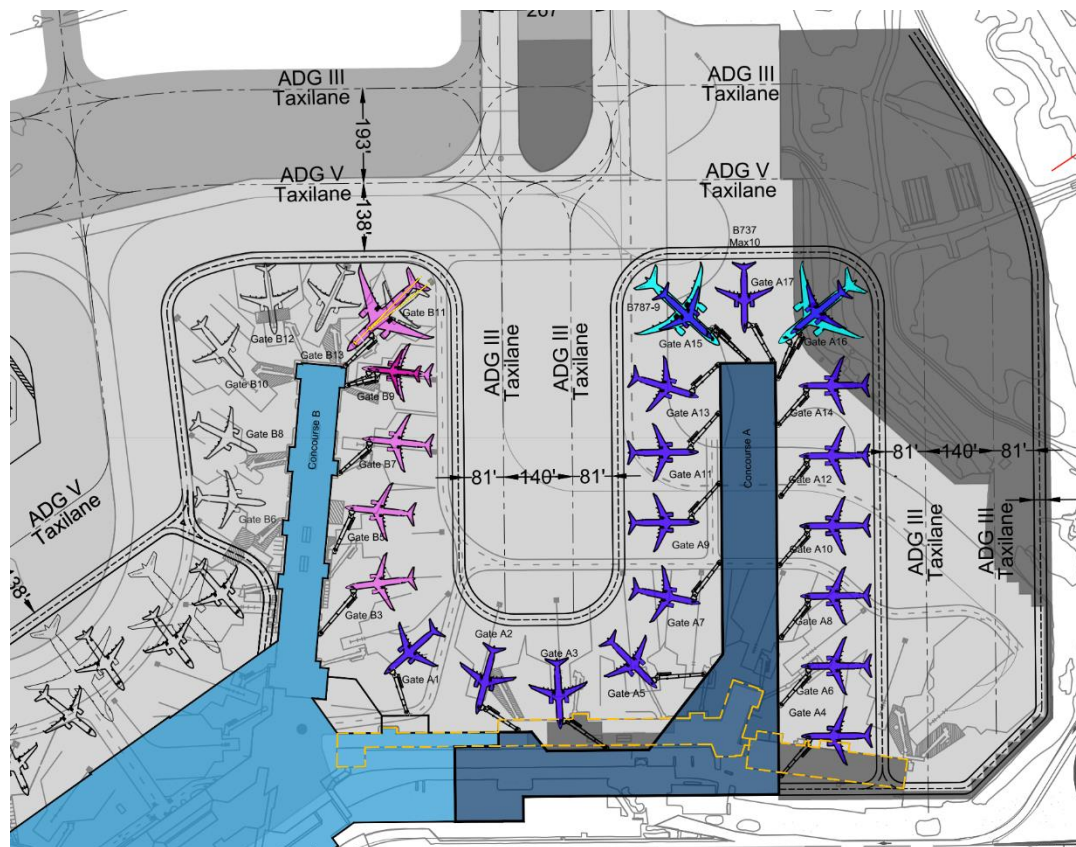 267'
ADG III
Taxilane
ADG III
Taxilane
193'
ADG V
Taxilane
ADG V
Taxilane
138'
B737
Max10
Gate A17
B787-9
Gate B11
Gate B12
Gate A15
Gate A16
Gate B13
Gate B10
Gate B9
ADG III
Taxilane
ADG III
Taxilane
Gate A13
Gate A14
Gate B8
Concourse B
Concourse A
Gate B7
Gate A11
Gate A12
81'
140'
81'
81'
140'
81'
ADG V
Taxilane
Gate B6
Gate B5
Gate A9
Gate A10
ADG III
Taxilane
ADG III
Taxilane
138'
Gate B3
Gate A7
Gate A8
Gate A2
Gate A3
Gate A1
Gate A5
Gate A6
Gate A4